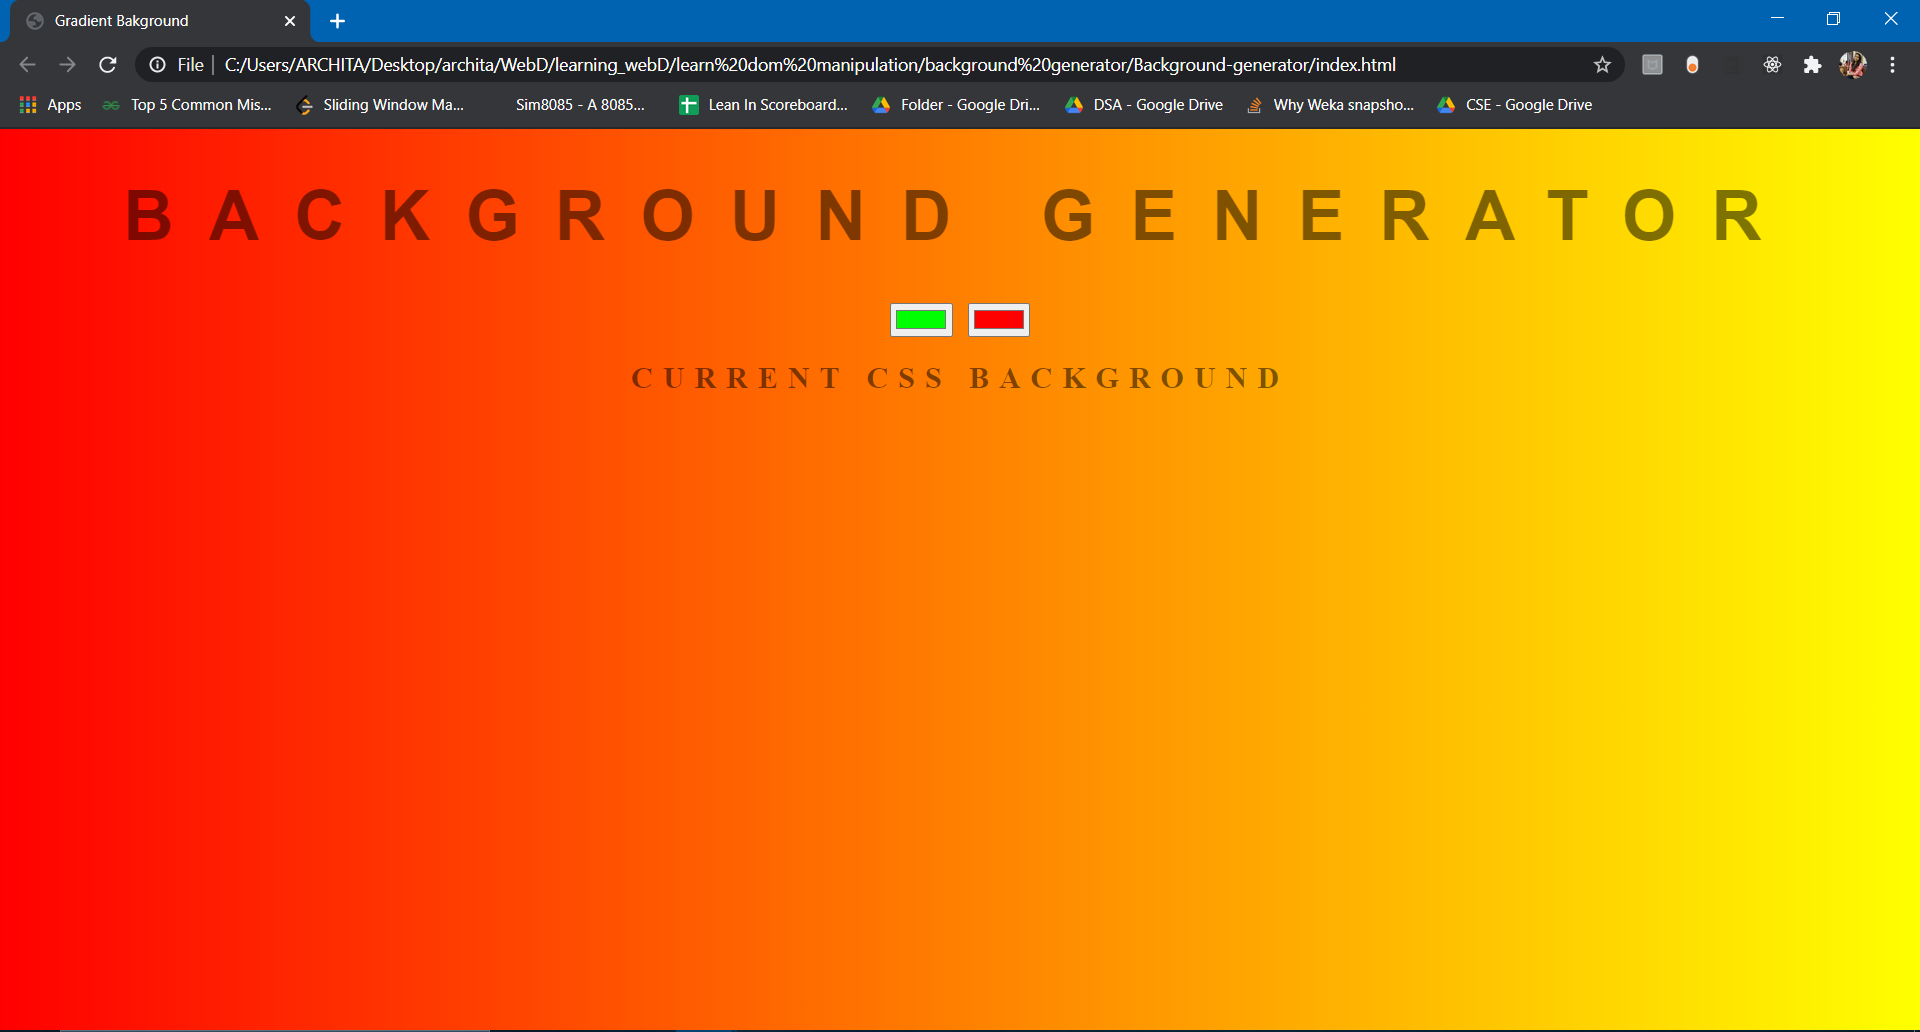 Gradient Bakground
File C:/Users/ARCHITA/Desktop/archita/WebD/learning_webD/learn%20dom%20manipulation/background%20generator/Background-generator/index.html
Apps Top 5 Common Mis... Sliding Window Ma... Sim8085 - A 8085... Lean In Scoreboard... Folder - Google Dri... DSA - Google Drive Why Weka snapsho... CSE - Google Drive
BACKGROUND GENERATOR
CURRENT CSS BACKGROUND